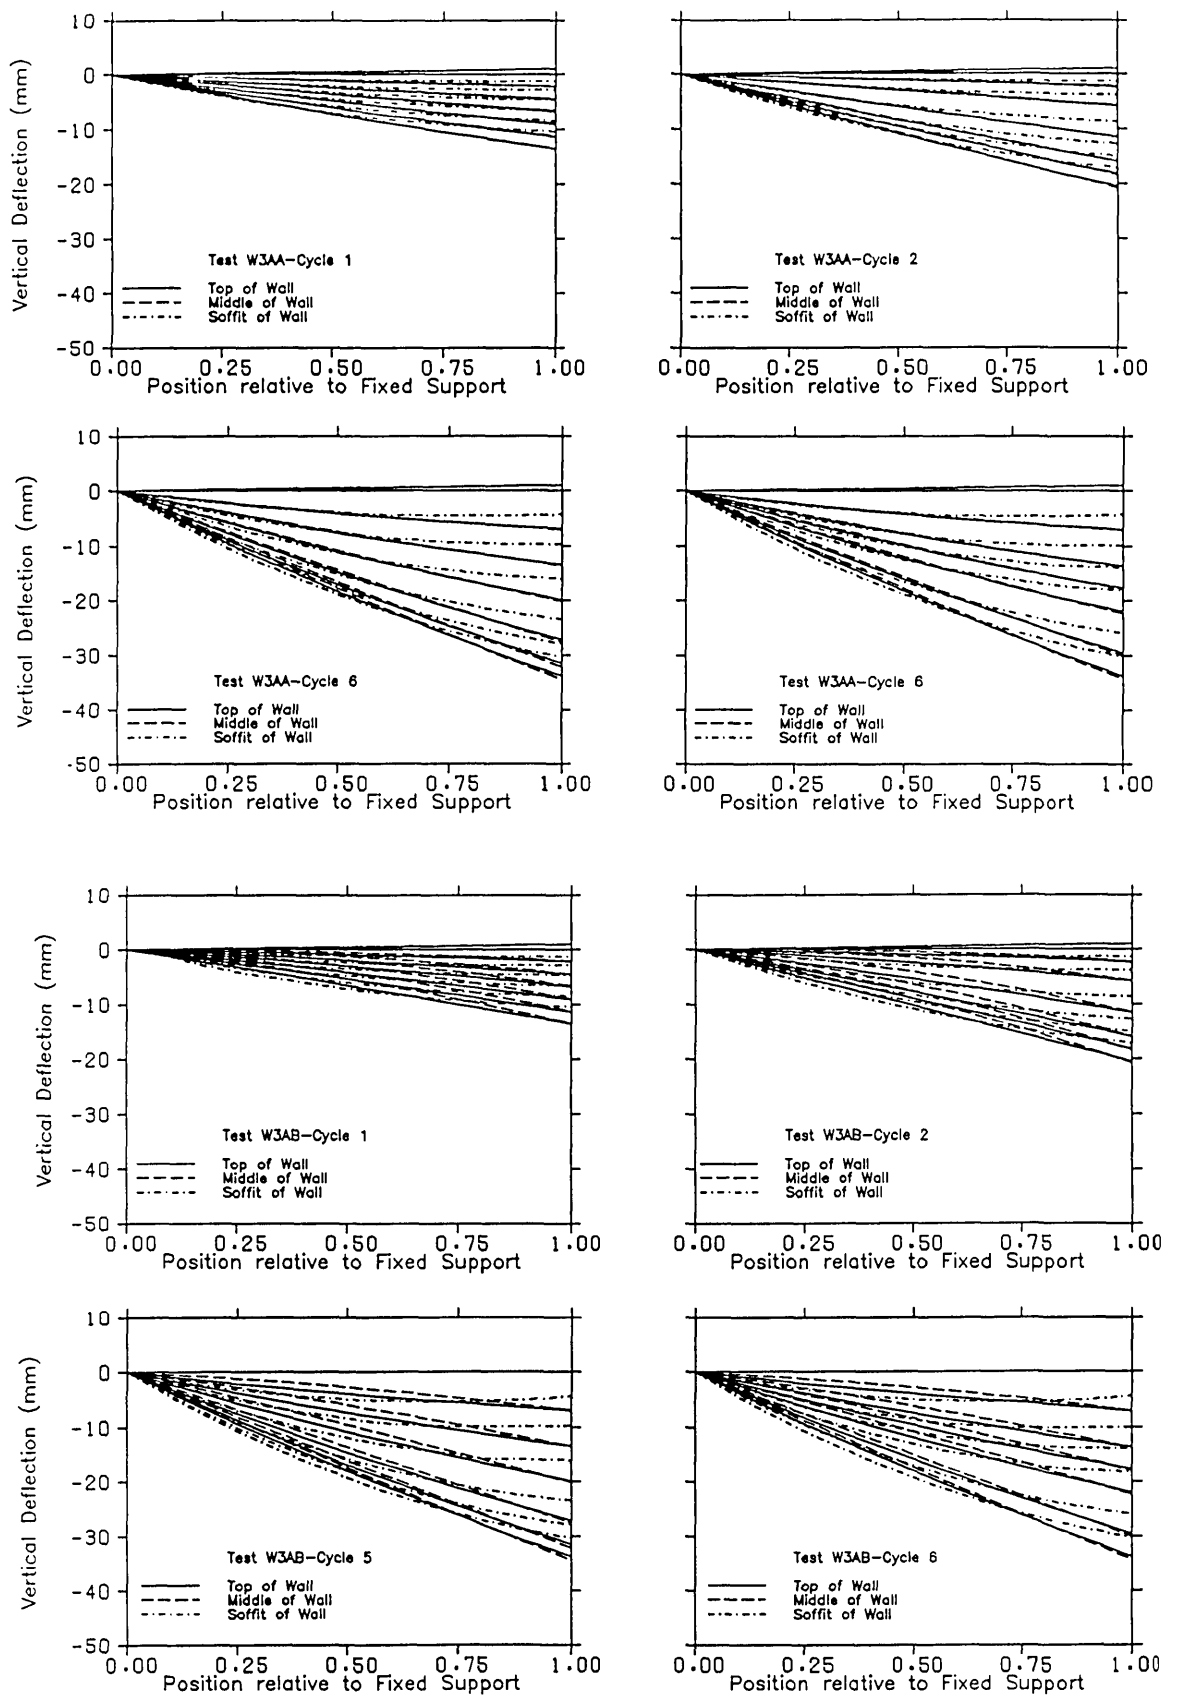 Vertical Deflection (mm)
10
0
-10
-20
-30
-40
-50
Test W3AA-Cycle 1
Top of Wall
Middle of Wall
Soffit of Wall
0.00 0.25 0.50 0.75 1.00
Position relative to Fixed Support
Test W3AA-Cycle 2
Top of Wall
Middle of Wall
Soffit of Wall
0.00 0.25 0.50 0.75 1.00
Position relative to Fixed Support
Vertical Deflection (mm)
10
0
-10
-20
-30
-40
-50
Test W3AA-Cycle 6
Top of Wall
Middle of Wall
Soffit of Wall
0.00 0.25 0.50 0.75 1.00
Position relative to Fixed Support
Test W3AA-Cycle 6
Top of Wall
Middle of Wall
Soffit of Wall
0.00 0.25 0.50 0.75 1.00
Position relative to Fixed Support
Vertical Deflection (mm)
10
0
-10
-20
-30
-40
-50
Test W3AB-Cycle 1
Top of Wall
Middle of Wall
Soffit of Wall
0.00 0.25 0.50 0.75 1.00
Position relative to Fixed Support
Test W3AB-Cycle 2
Top of Wall
Middle of Wall
Soffit of Wall
0.00 0.25 0.50 0.75 1.00
Position relative to Fixed Support
Vertical Deflection (mm)
10
0
-10
-20
-30
-40
-50
Test W3AB-Cycle 5
Top of Wall
Middle of Wall
Soffit of Wall
0.00 0.25 0.50 0.75 1.00
Position relative to Fixed Support
Test W3AB-Cycle 6
Top of Wall
Middle of Wall
Soffit of Wall
0.00 0.25 0.50 0.75 1.00
Position relative to Fixed Support